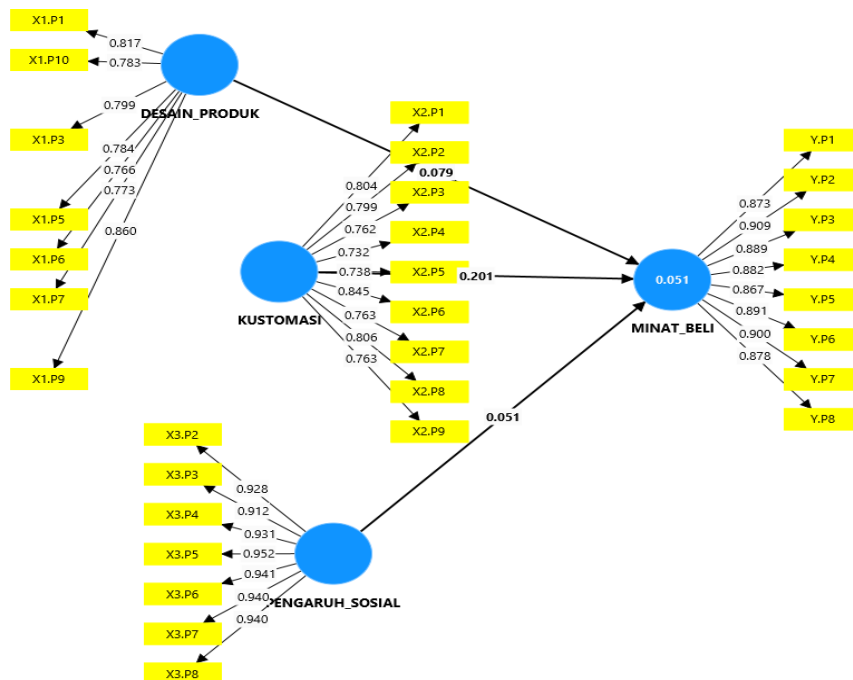 X1.P1
0.817
X1.P10
0.783
0.799
DESAIN_PRODUK
X1.P3
0.784
0.766
0.773
X1.P5
0.860
X1.P6
X1.P7
X1.P9
X2.P1
X2.P2
0.079
0.804
X2.P3
0.799
0.762
X2.P4
0.732
0.738
X2.P5
0.201
0.845
X2.P6
KUSTOMASI
0.763
0.806
X2.P7
0.763
X2.P8
X2.P9
0.051
Y.P1
Y.P2
0.873
0.909
Y.P3
0.889
0.882
Y.P4
0.051
0.867
Y.P5
0.891
MINAT_BELI
0.900
Y.P6
0.878
Y.P7
Y.P8
X3.P2
X3.P3
0.928
0.912
X3.P4
0.931
X3.P5
0.952
0.941
X3.P6
0.940
PENGARUH_SOSIAL
0.940
X3.P7
X3.P8